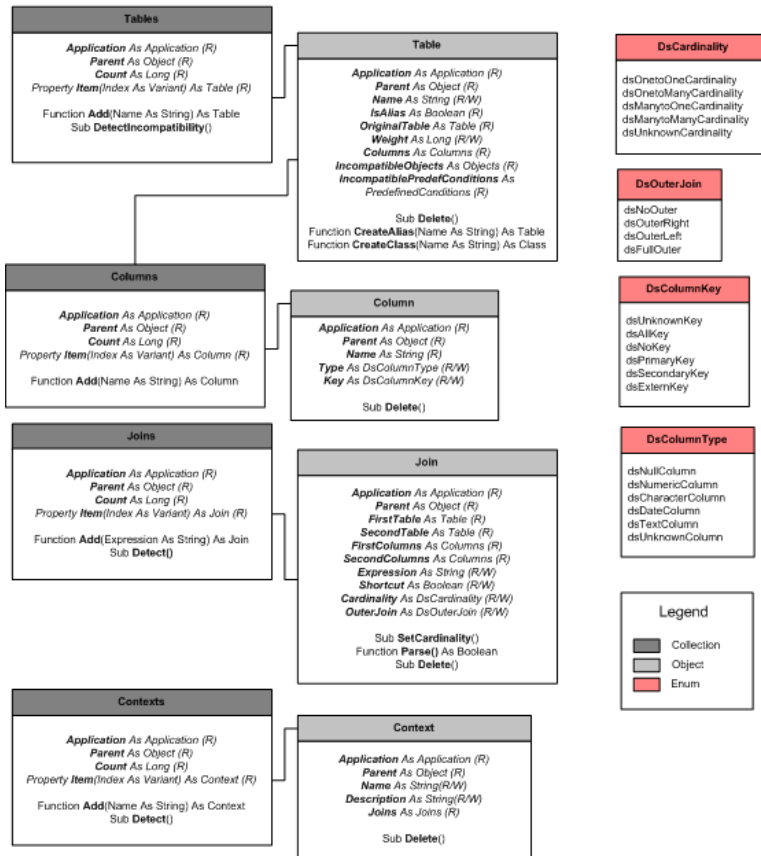 Tables
Application As Application (R)
Parent As Object (R)
Count As Long (R)
Property Item(Index As Variant) As Table (R)
Function Add(Name As String) As Table
Sub DetectIncompatibility()
Table
Application As Application (R)
Parent As Object (R)
Name As String (R/W)
IsAlias As Boolean (R)
OriginalTable As Table (R)
Weight As Long (R/W)
Columns As Columns (R)
IncompatibleObjects As Objects (R)
IncompatiblePredefConditions As
PredefinedConditions (R)
Sub Delete()
Function CreateAlias(Name As String) As Table
Function CreateClass(Name As String) As Class
Columns
Application As Application (R)
Parent As Object (R)
Count As Long (R)
Property Item(Index As Variant) As Column (R)
Function Add(Name As String) As Column
Column
Application As Application (R)
Parent As Object (R)
Name As String (R)
Type As DsColumnType (R/W)
Key As DsColumnKey (R/W)
Sub Delete()
Joins
Application As Application (R)
Parent As Object (R)
Count As Long (R)
Property Item(Index As Variant) As Join (R)
Function Add(Expression As String) As Join
Sub Detect()
Join
Application As Application (R)
Parent As Object (R)
FirstTable As Table (R)
SecondTable As Table (R)
FirstColumns As Columns (R)
SecondColumns As Columns (R)
Expression As String (R/W)
Shortcut As Boolean (R/W)
Cardinality As DsCardinality (R/W)
OuterJoin As DsOuterJoin (R/W)
Sub SetCardinality()
Function Parse() As Boolean
Sub Delete()
Contexts
Application As Application (R)
Parent As Object (R)
Count As Long (R)
Property Item(Index As Variant) As Context (R)
Function Add(Name As String) As Context
Sub Detect()
Context
Application As Application (R)
Parent As Object (R)
Name As String(R/W)
Description As String(R/W)
Joins As Joins (R)
Sub Delete()
DsCardinality
dsOnetoOneCardinality
dsOnetoManyCardinality
dsManytoOneCardinality
dsManytoManyCardinality
dsUnknownCardinality
DsOuterJoin
dsNoOuter
dsOuterRight
dsOuterLeft
dsFullOuter
DsColumnKey
dsUnknownKey
dsAllKey
dsNoKey
dsPrimaryKey
dsSecondaryKey
dsExternKey
DsColumnType
dsNullColumn
dsNumericColumn
dsCharacterColumn
dsDateColumn
dsTextColumn
dsUnknownColumn
Legend
Collection
Object
Enum